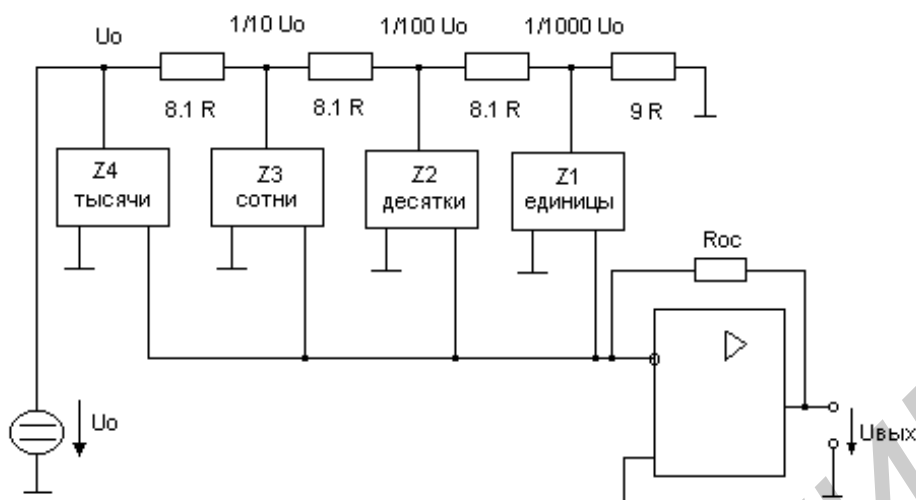 Uo 1/10 Uo 1/100 Uo 1/1000 Uo
8.1 R 8.1 R 8.1 R 9 R
Z4 Z3 Z2 Z1
тысячи сотни десятки единицы
Roc
Uo
Uвых